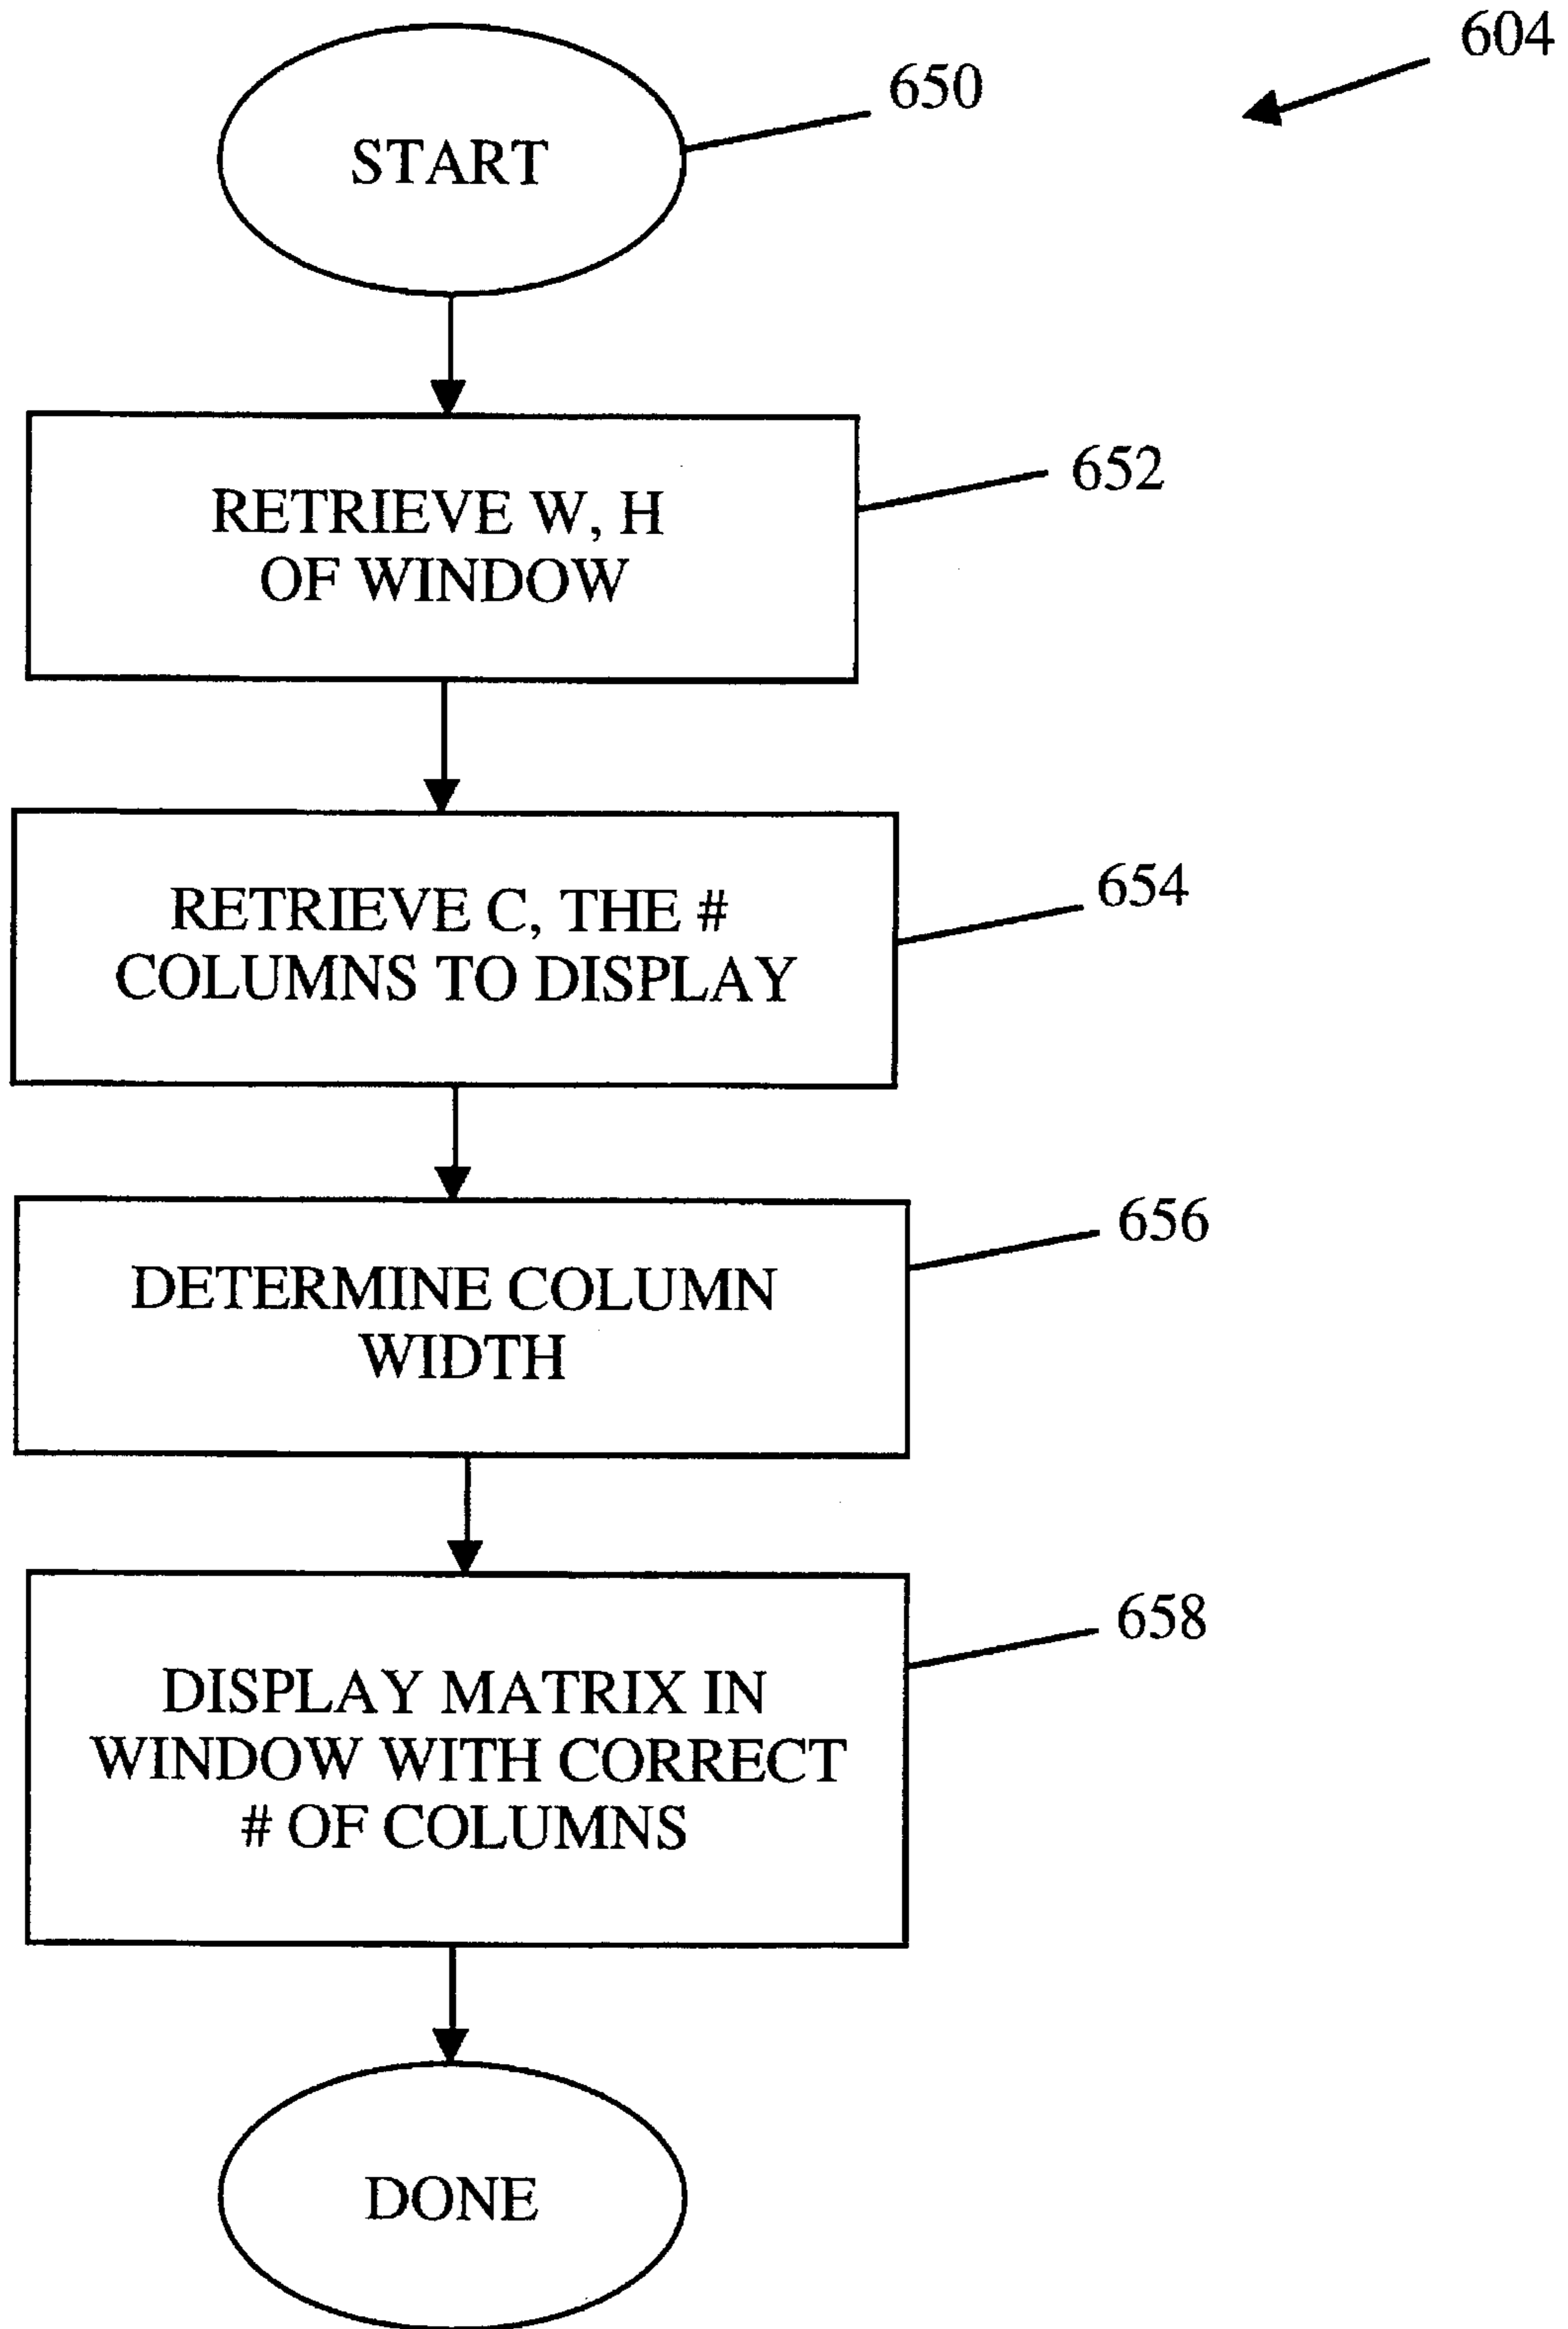 604
650
START
652
RETRIEVE W, H
OF WINDOW
654
RETRIEVE C, THE #
COLUMNS TO DISPLAY
656
DETERMINE COLUMN
WIDTH
658
DISPLAY MATRIX IN
WINDOW WITH CORRECT
# OF COLUMNS
DONE